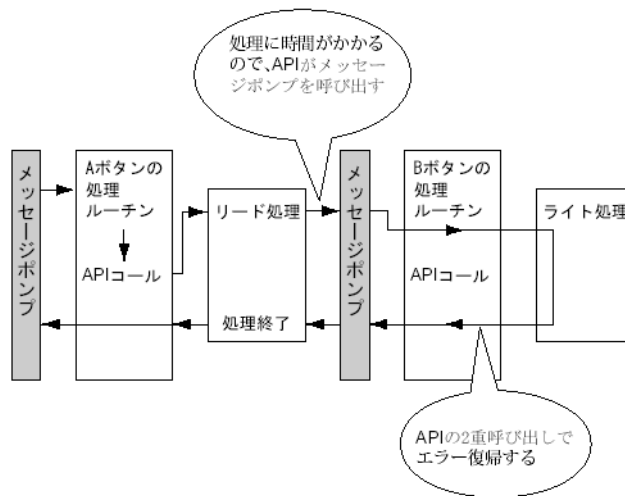 処理に時間がかかる
ので、APIがメッセー
ジポンプを呼び出す
メッセージポンプ
Aボタンの
処理
ルーチン
APIコール
リード処理
処理終了
メッセージポンプ
Bボタンの
処理
ルーチン
APIコール
ライト処理
APIの2重呼び出しで
エラー復帰する